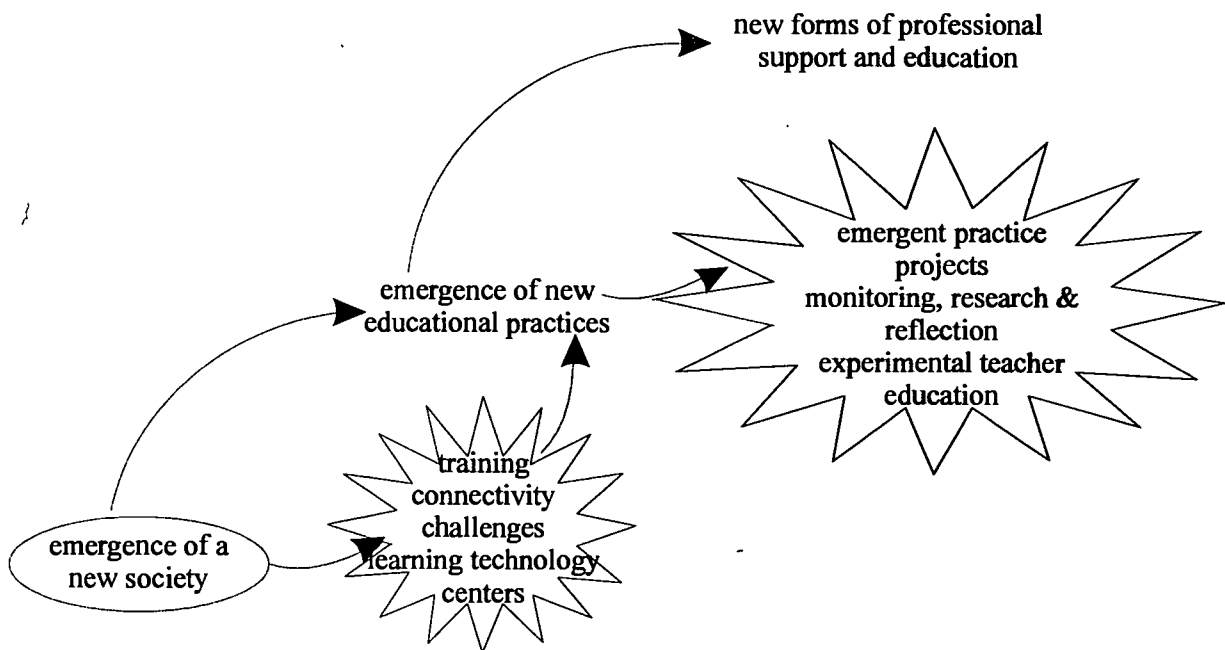 new forms of professional
support and education
emergent practice
projects
monitoring, research &
reflection
experimental teacher
education
emergence of new
educational practices
training
connectivity
challenges
learning technology
centers
emergence of a
new society